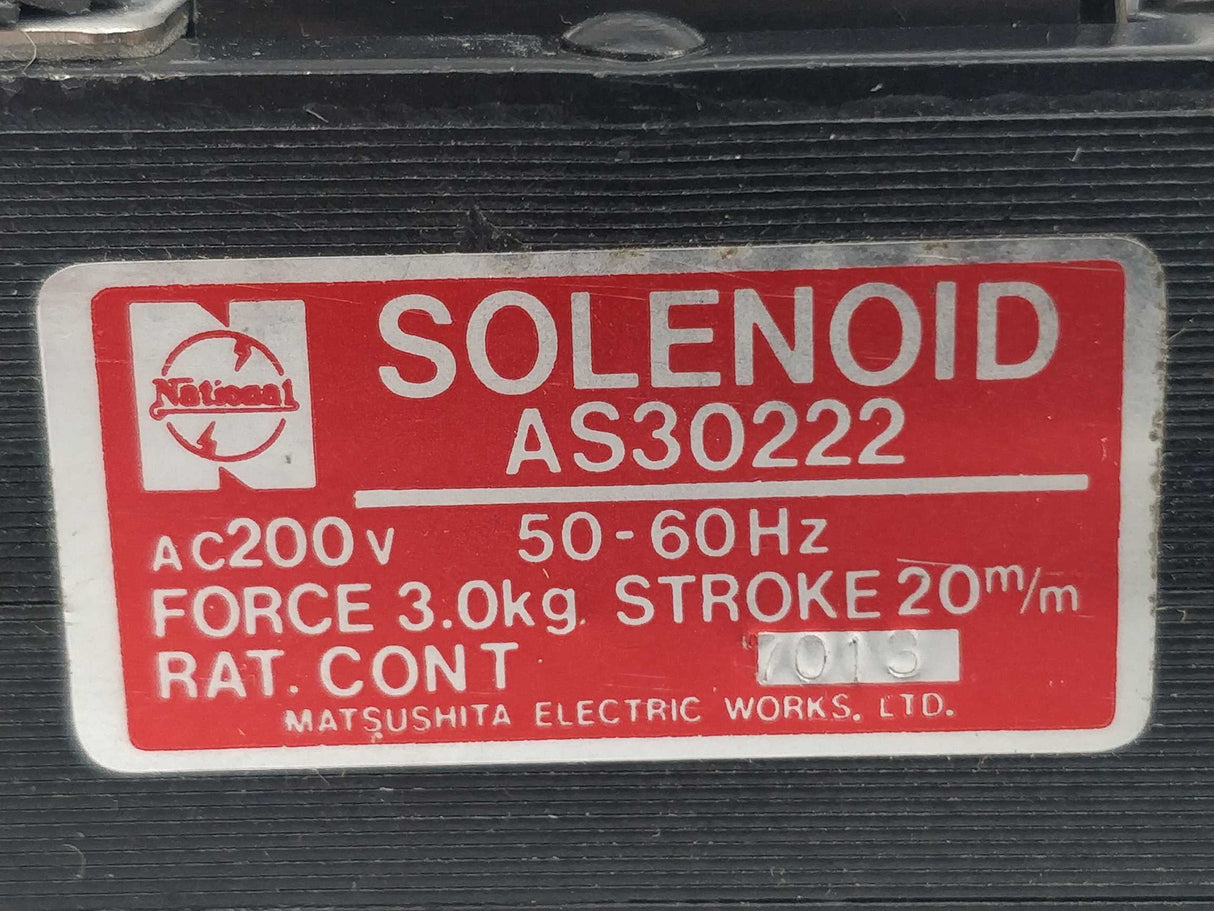 National
SOLENOID
AS30222
AC200V 50-60Hz
FORCE 3.0kg. STROKE 20m/m
RAT. CONT 7013
MATSUSHITA ELECTRIC WORKS, LTD.